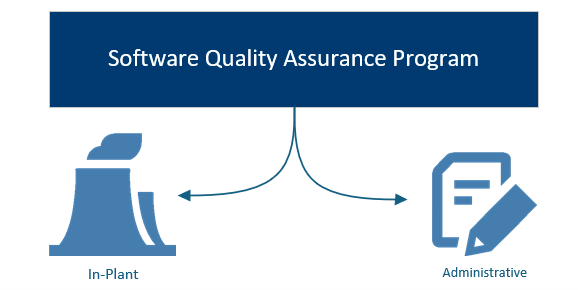 Software Quality Assurance Program
In-Plant
Administrative